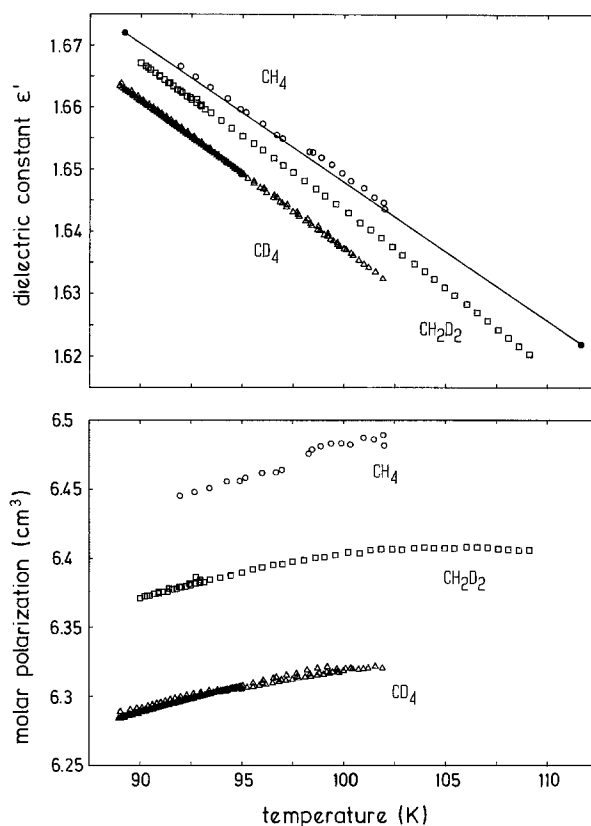 dielectric constant ε'
1.67
1.66
1.65
1.64
1.63
1.62
CH4
CD4
CH2D2
molar polarization (cm³)
6.5
6.45
6.4
6.35
6.3
6.25
CH4
CH2D2
CD4
90
95
100
105
110
temperature (K)